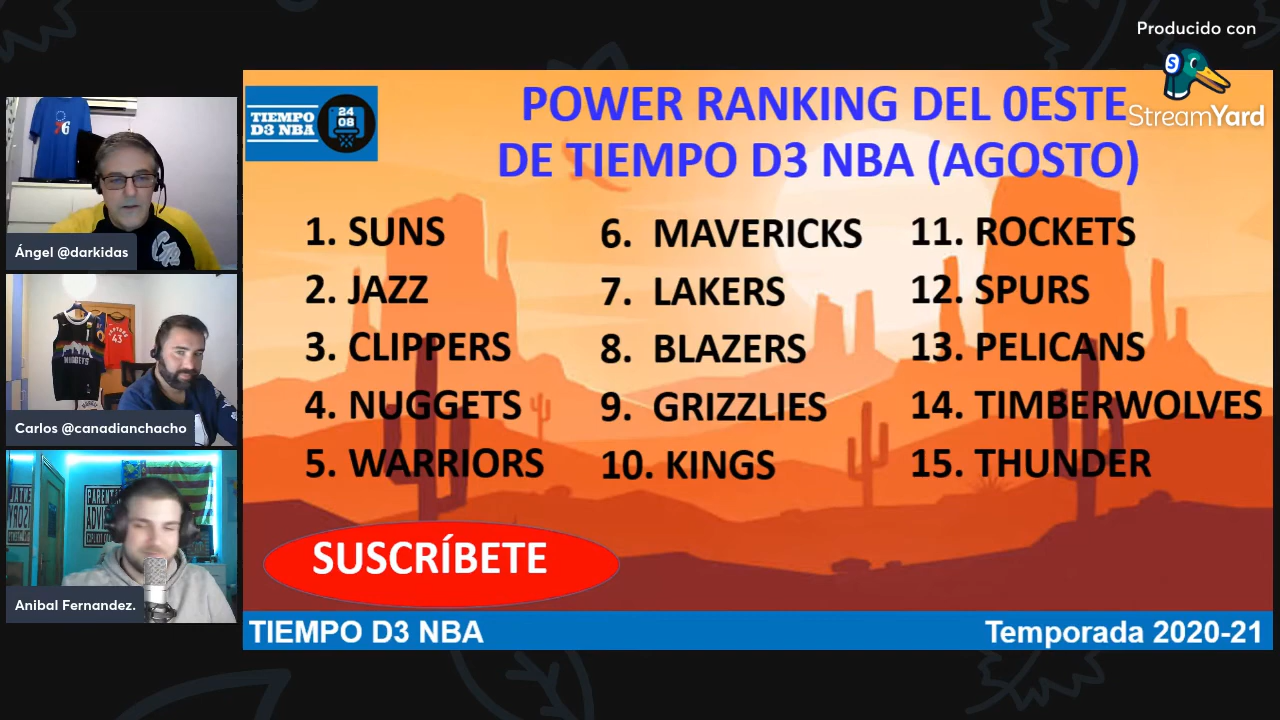 Producido con
StreamYard
TIEMPO
D3 NBA
24
08
POWER RANKING DEL 0ESTE
DE TIEMPO D3 NBA (AGOSTO)
1. SUNS
2. JAZZ
3. CLIPPERS
4. NUGGETS
5. WARRIORS
6. MAVERICKS
7. LAKERS
8. BLAZERS
9. GRIZZLIES
10. KINGS
11. ROCKETS
12. SPURS
13. PELICANS
14. TIMBERWOLVES
15. THUNDER
SUSCRÍBETE
TIEMPO D3 NBA
Temporada 2020-21
Ángel @darkidas
NUGGETS
43
Carlos @canadianchacho
PARENTAL
Anibal Fernandez.